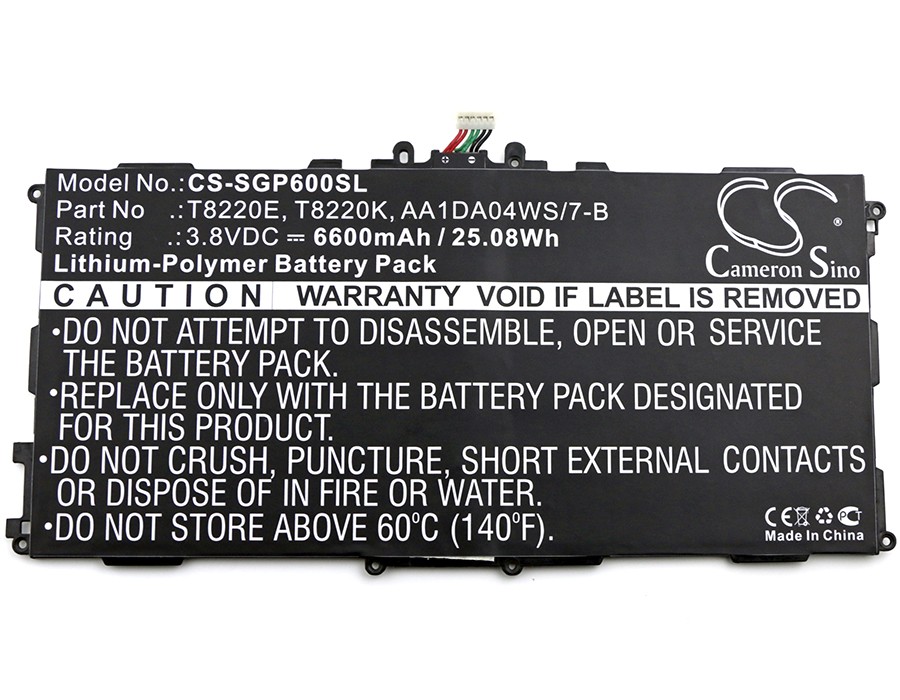 Model No.:CS-SGP600SL
Part No .:T8220E, T8220K, AA1DA04WS/7-B
Rating :3.8VDC ⎓ 6600mAh / 25.08Wh
Lithium-Polymer Battery Pack
CS
Cameron Sino
CAUTION WARRANTY VOID IF LABEL IS REMOVED
•DO NOT ATTEMPT TO DISASSEMBLE, OPEN OR SERVICE
THE BATTERY PACK.
•REPLACE ONLY WITH THE BATTERY PACK DESIGNATED
FOR THIS PRODUCT.
•DO NOT CRUSH, PUNCTURE, SHORT EXTERNAL CONTACTS
OR DISPOSE OF IN FIRE OR WATER.
•DO NOT STORE ABOVE 60°C (140°F).
CE PCT
Made In China